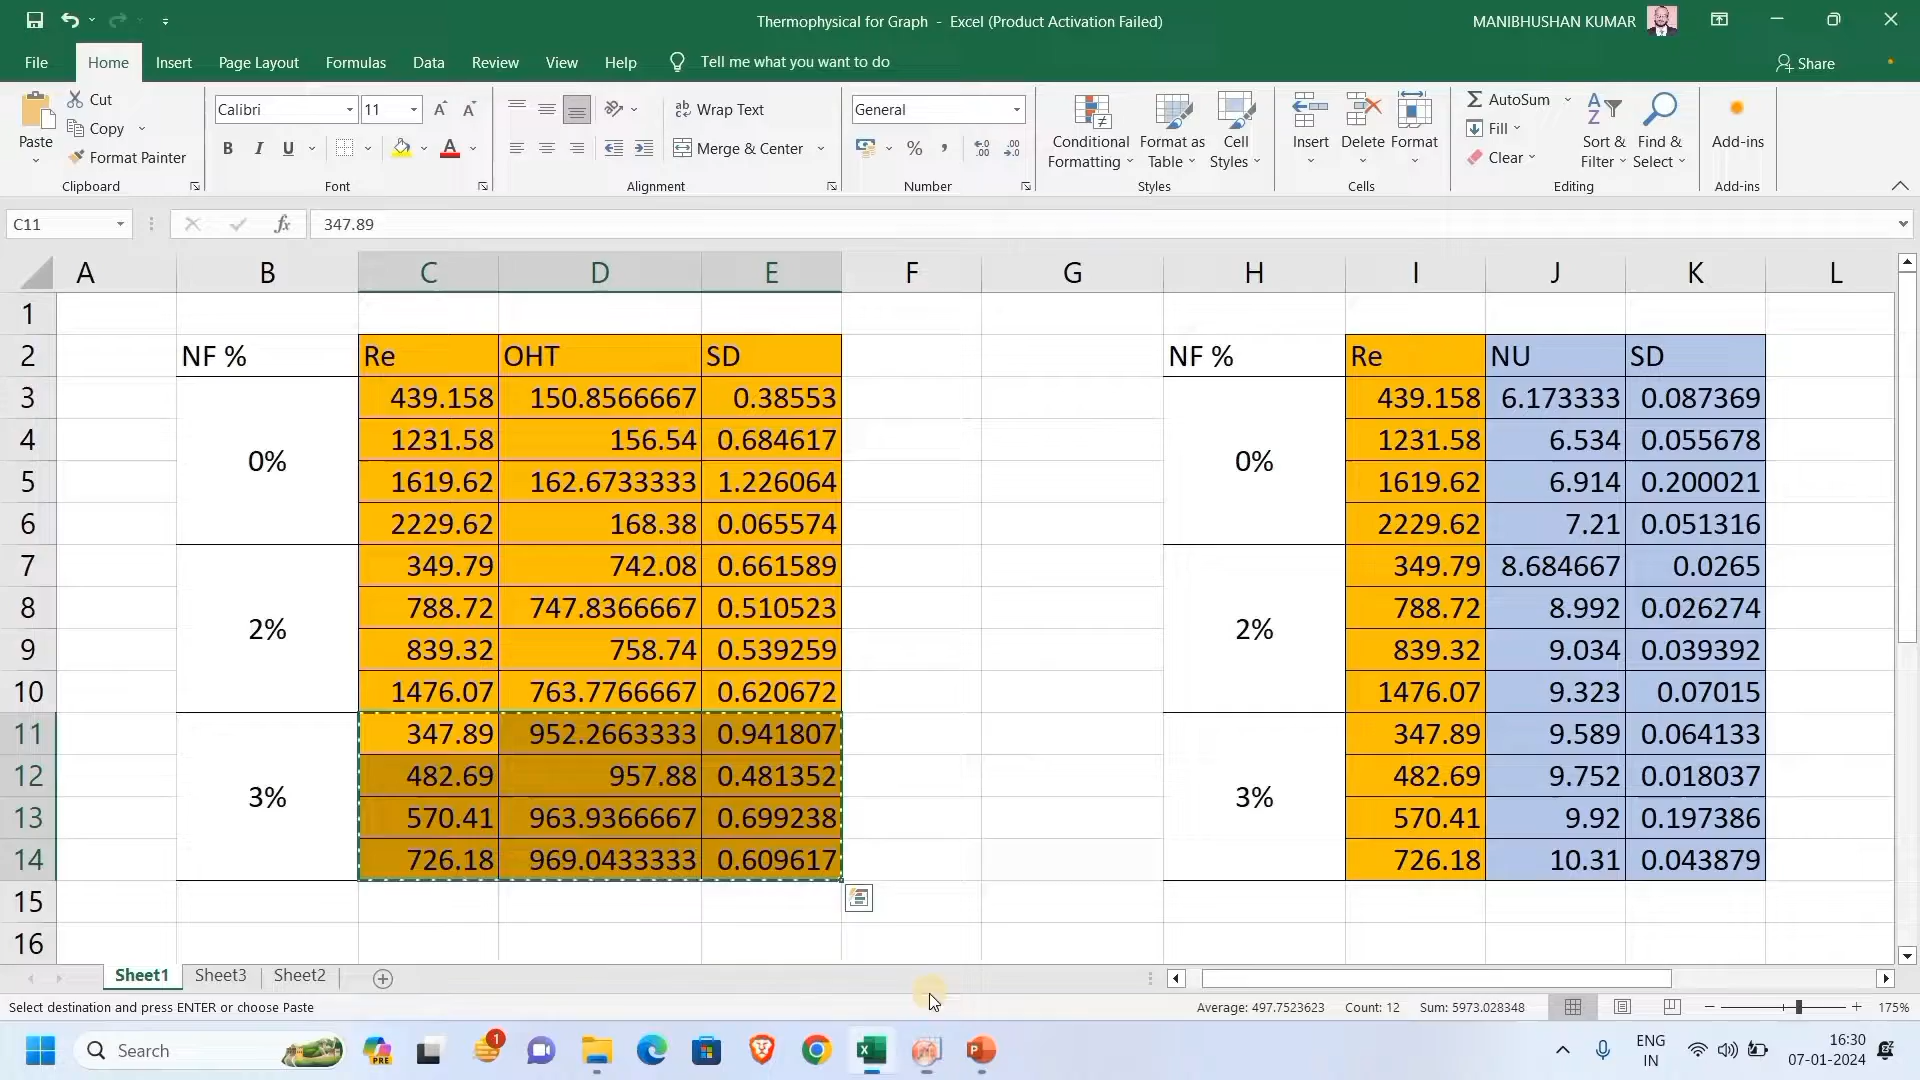 Thermophysical for Graph - Excel (Product Activation Failed)
MANIBHUSHAN KUMAR
File Home Insert Page Layout Formulas Data Review View Help Tell me what you want to do
Share
Paste
Cut
Copy
Format Painter
Clipboard
Calibri 11
B I U
Font
Wrap Text
Merge & Center
Alignment
General
Number
Conditional Formatting
Format as Table
Cell Styles
Styles
Insert Delete Format
Cells
AutoSum
Fill
Clear
Sort & Filter
Find & Select
Editing
Add-ins
Add-ins
C11 fx 347.89
A B C D E F G H I J K L
1
2 NF % Re OHT SD NF % Re NU SD
3 439.158 150.8566667 0.38553 439.158 6.173333 0.087369
4 1231.58 156.54 0.684617 1231.58 6.534 0.055678
0% 0%
5 1619.62 162.6733333 1.226064 1619.62 6.914 0.200021
6 2229.62 168.38 0.065574 2229.62 7.21 0.051316
7 349.79 742.08 0.661589 349.79 8.684667 0.0265
8 788.72 747.8366667 0.510523 788.72 8.992 0.026274
2% 2%
9 839.32 758.74 0.539259 839.32 9.034 0.039392
10 1476.07 763.7766667 0.620672 1476.07 9.323 0.07015
11 347.89 952.2663333 0.941807 347.89 9.589 0.064133
12 482.69 957.88 0.481352 482.69 9.752 0.018037
3% 3%
13 570.41 963.9366667 0.699238 570.41 9.92 0.197386
14 726.18 969.0433333 0.609617 726.18 10.31 0.043879
15
16
Sheet1 Sheet3 Sheet2
Select destination and press ENTER or choose Paste
Average: 497.7523623 Count: 12 Sum: 5973.028348
175%
Search
PRE
1
ENG
IN
16:30
07-01-2024